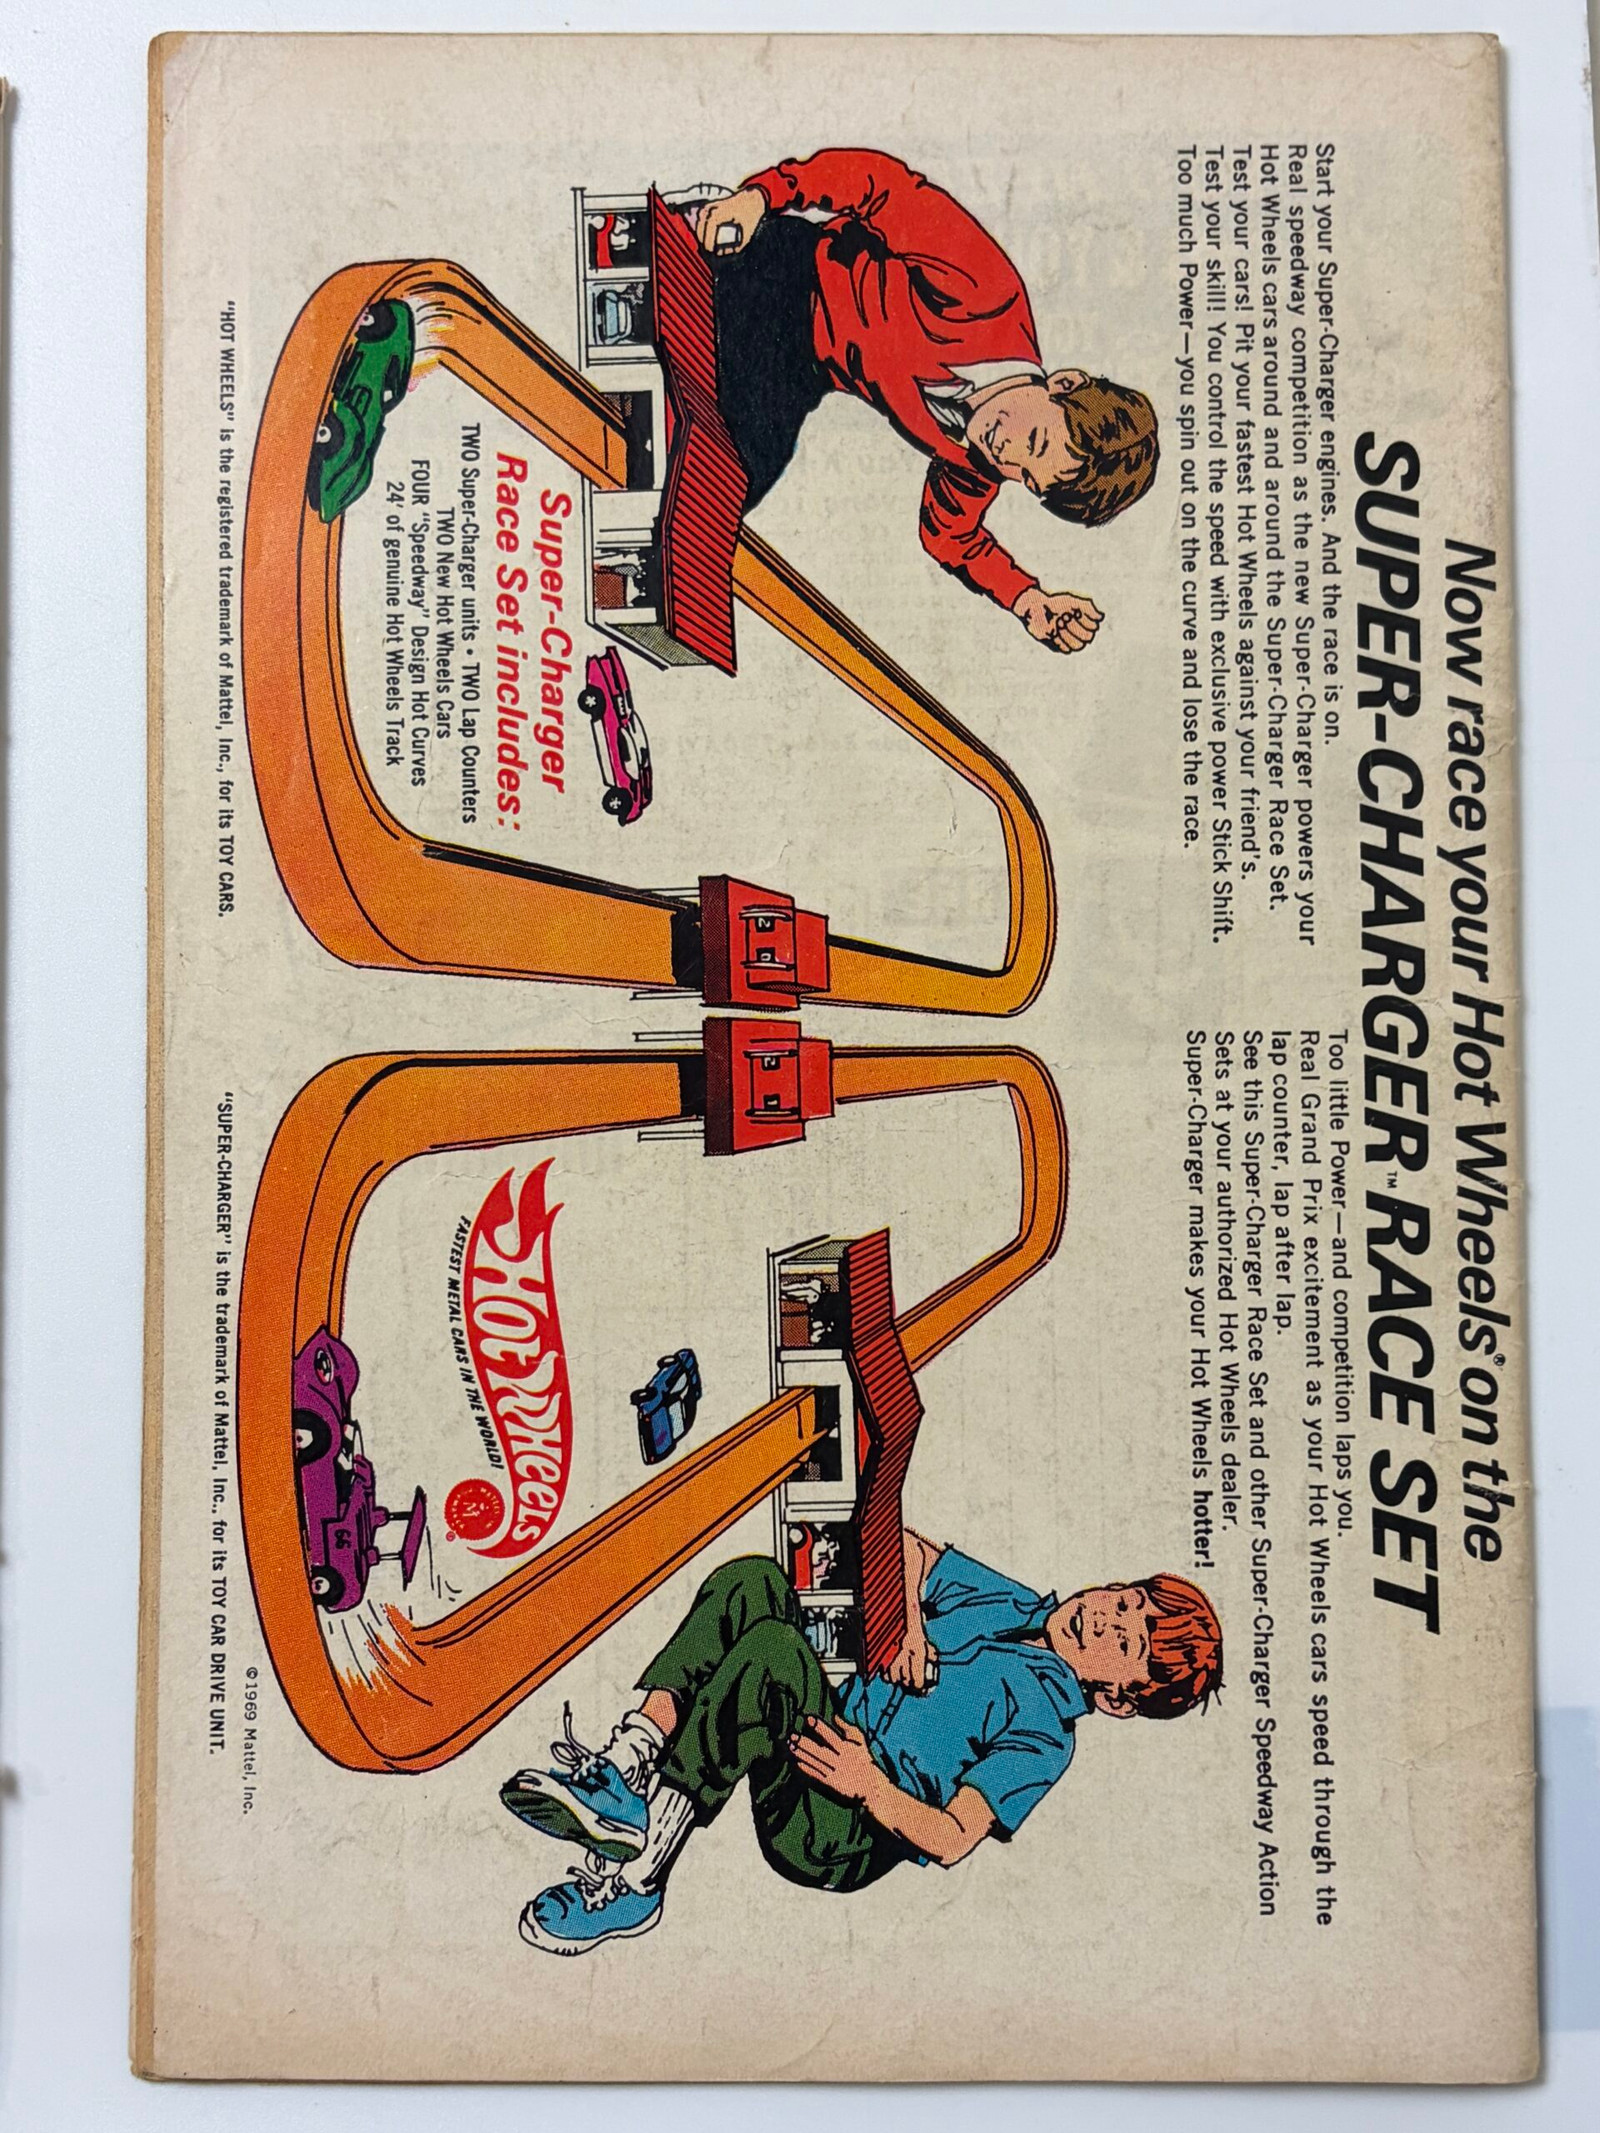 Now race your Hot Wheels® on the
SUPER-CHARGER™ RACE SET
Start your Super-Charger engines. And the race is on.
Real speedway competition as the new Super-Charger powers your
Hot Wheels cars around and around the Super-Charger Race Set.
Test your cars! Pit your fastest Hot Wheels against your friend's.
Test your skill! You control the speed with exclusive power Stick Shift.
Too much Power—you spin out on the curve and lose the race.
Too little Power—and competition laps you.
Real Grand Prix excitement as your Hot Wheels cars speed through the
lap counter, lap after lap.
See this Super-Charger Race Set and other Super-Charger Speedway Action
Sets at your authorized Hot Wheels dealer.
Super-Charger makes your Hot Wheels hotter!
2 0
2 1
Super-Charger
Race Set includes:
TWO Super-Charger units • TWO Lap Counters
TWO New Hot Wheels Cars
FOUR "Speedway" Design Hot Curves
24' of genuine Hot Wheels Track
Hot Wheels
FASTEST METAL CARS IN THE WORLD!
®
66
©1969 Mattel, Inc.
"HOT WHEELS" is the registered trademark of Mattel, Inc., for its TOY CARS.
"SUPER-CHARGER" is the trademark of Mattel, Inc., for its TOY CAR DRIVE UNIT.